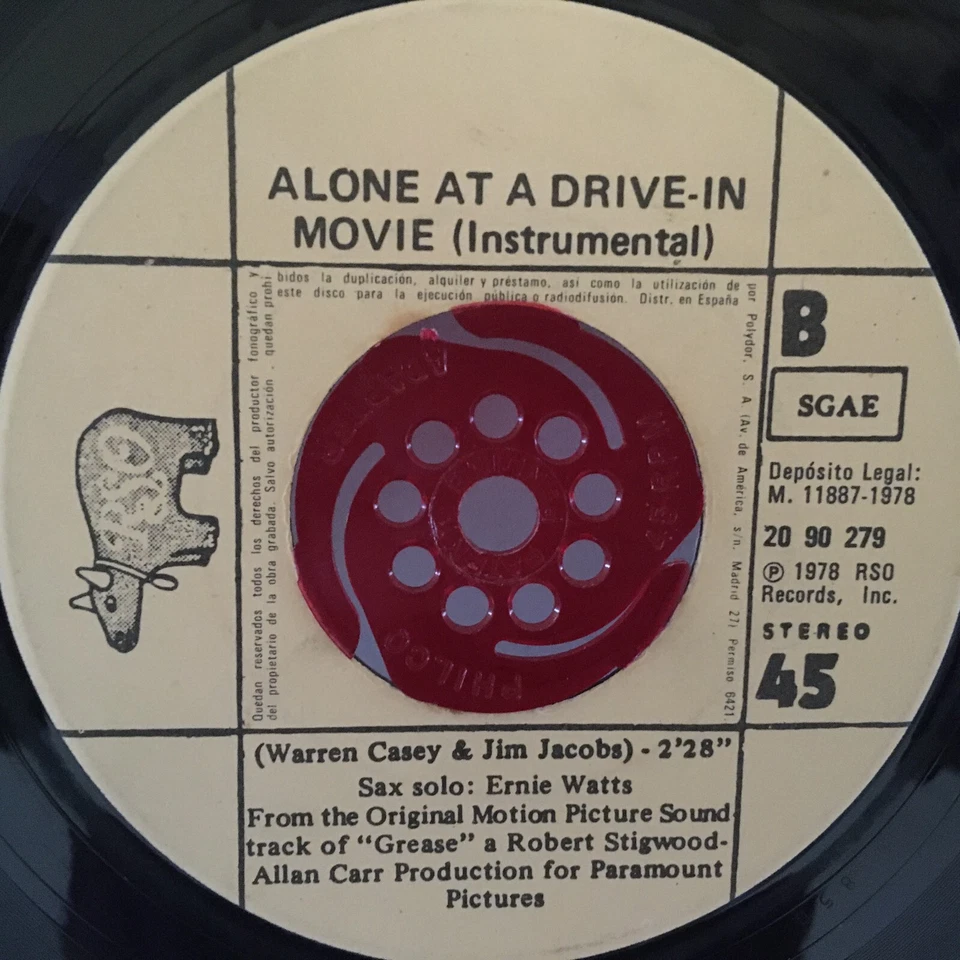 ALONE AT A DRIVE-IN
MOVIE (Instrumental)
Quedan reservados todos los derechos del productor fonográfico y
del propietario de la obra grabada. Salvo autorización, quedan prohi
bidos la duplicación, alquiler y préstamo, así como la utilización de
este disco para la ejecución pública o radiodifusión. Distr. en España
por Polydor, S. A. (Av. de América, s/n. Madrid 27) Permiso 6421
RSO
B
SGAE
Depósito Legal:
M. 11887-1978
20 90 279
Ⓟ 1978 RSO
Records, Inc.
STEREO
45
PHILCO
(Warren Casey & Jim Jacobs) - 2'28"
Sax solo: Ernie Watts
From the Original Motion Picture Sound
track of "Grease" a Robert Stigwood-
Allan Carr Production for Paramount
Pictures